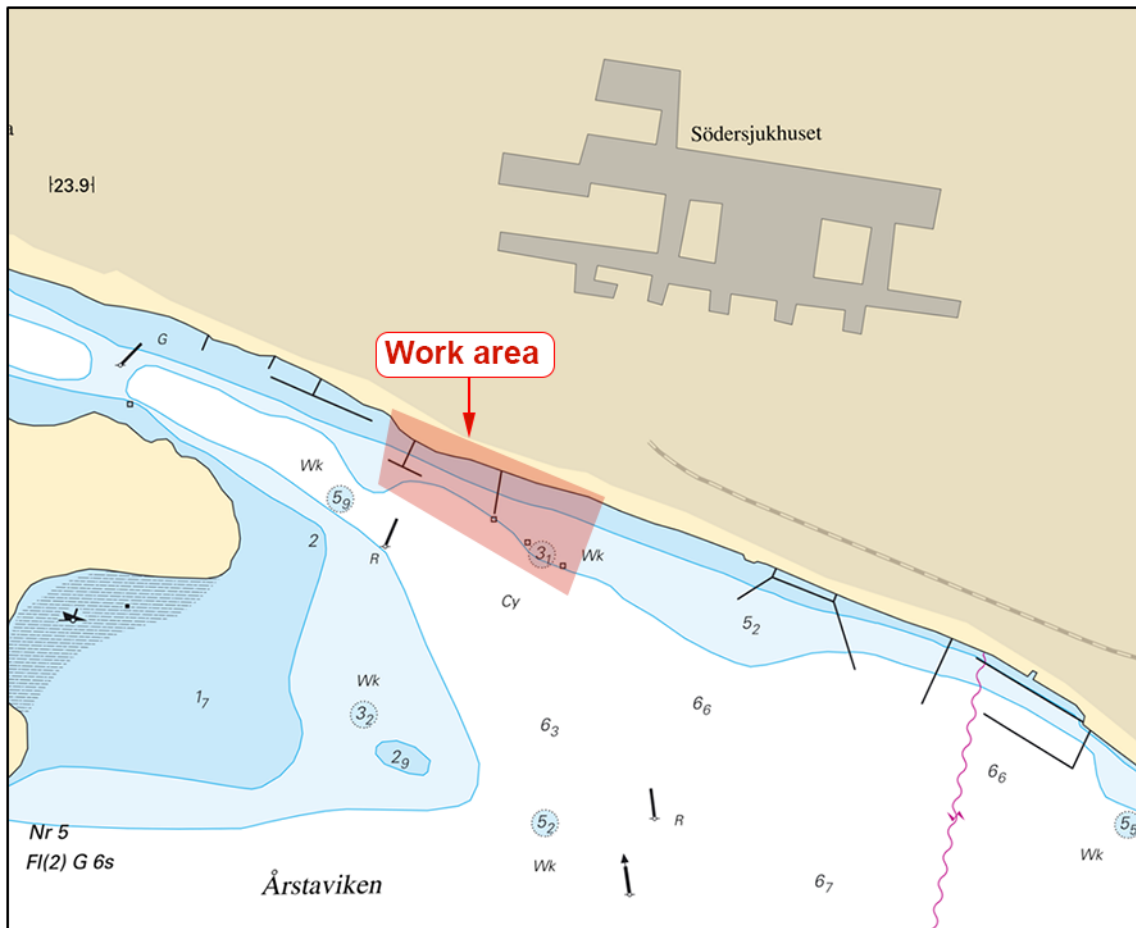 Södersjukhuset
a
23.9
G
Work area
Wk
5₉
3₁
Wk
R
2
Cy
5₂
1₇
Wk
3₂
6₃
6₆
2₉
6₆
5₂
R
5₅
Nr 5
Fl(2) G 6s
Wk
Wk
Årstaviken
6₇